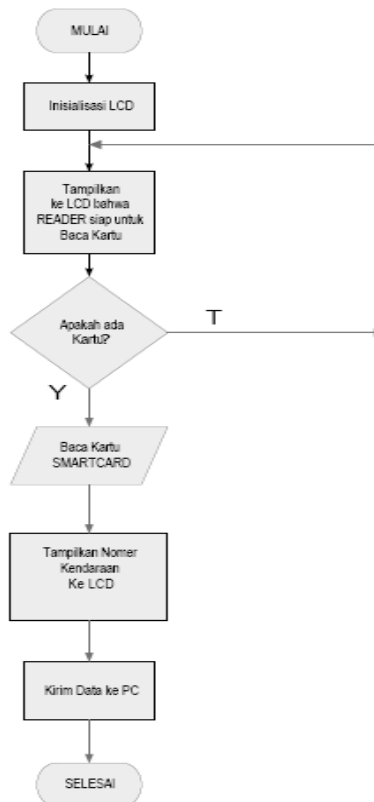 MULAI
Inisialisasi LCD
Tampilkan
ke LCD bahwa
READER siap untuk
Baca Kartu
Apakah ada
Kartu?
T
Y
Baca Kartu
SMARTCARD
Tampilkan Nomer
Kendaraan
Ke LCD
Kirim Data ke PC
SELESAI